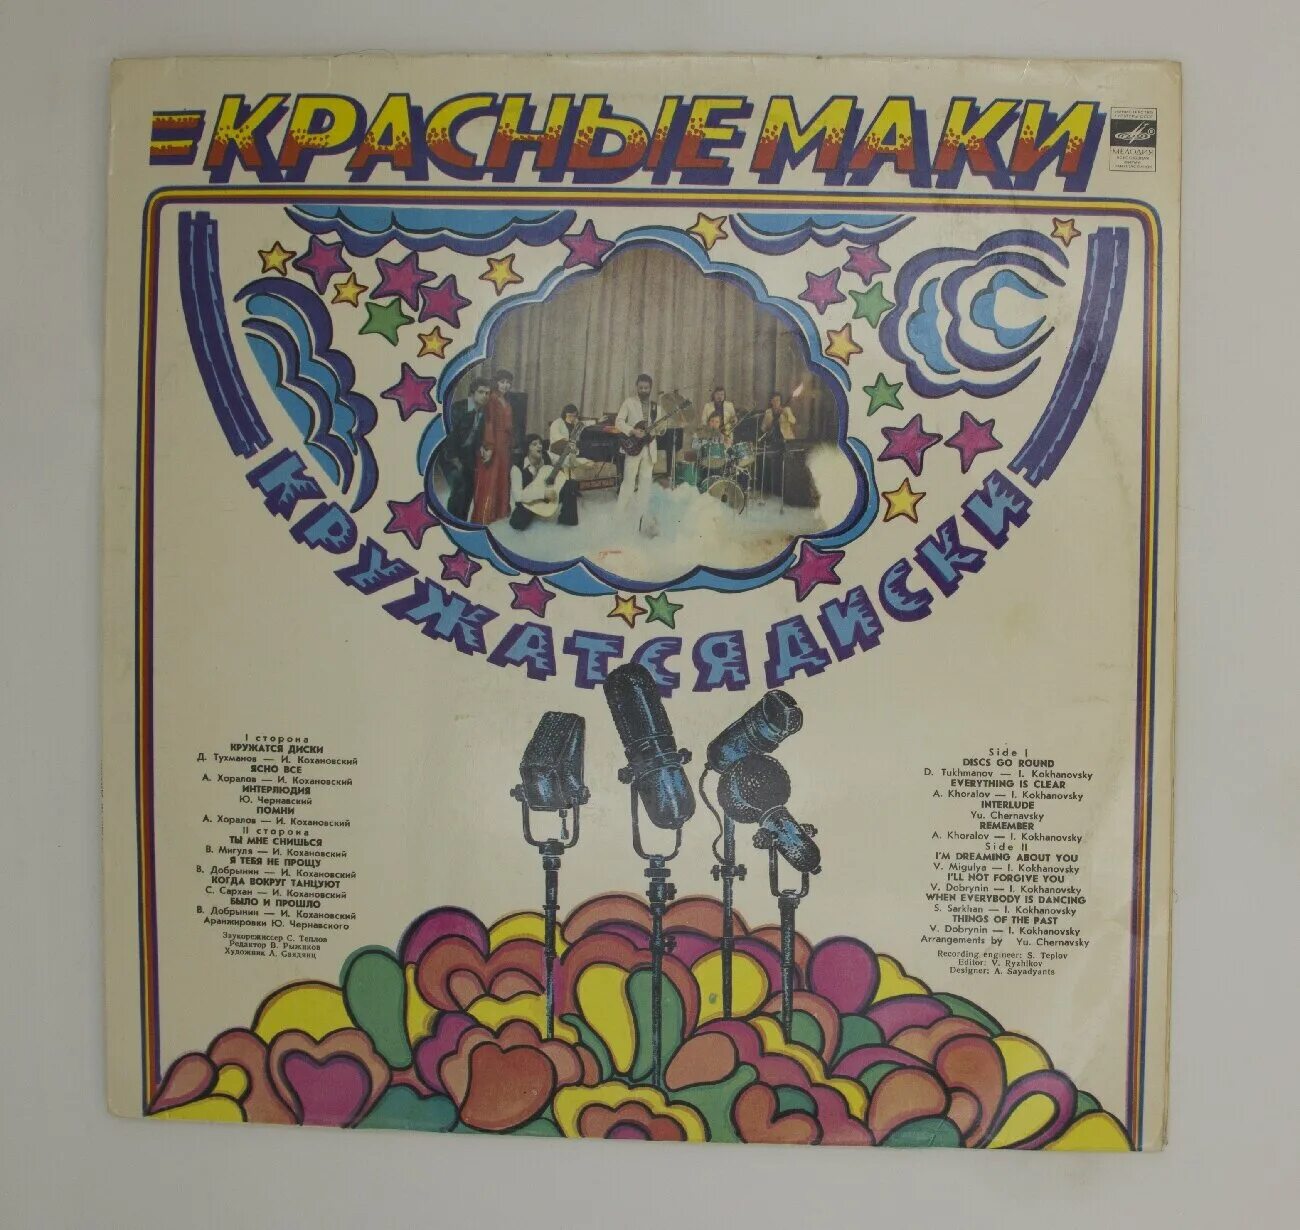 КРАСНЫЕ МАКИ
МЕЛОДИЯ
КРАСНЫЕ МАКИ
КРУЖАТСЯ ДИСКИ
I сторона
КРУЖАТСЯ ДИСКИ
Д. Тухманов — И. Кохановский
ЯСНО ВСЕ
А. Хоралов — И. Кохановский
ИНТЕРЛЮДИЯ
Ю. Чернавский
ПОМНИ
А. Хоралов — И. Кохановский
II сторона
ТЫ МНЕ СНИШЬСЯ
В. Мигуля — И. Кохановский
Я ТЕБЯ НЕ ПРОЩУ
В. Добрынин — И. Кохановский
КОГДА ВОКРУГ ТАНЦУЮТ
С. Сархан — И. Кохановский
БЫЛО И ПРОШЛО
В. Добрынин — И. Кохановский
Аранжировки Ю. Чернавского
Звукорежиссер С. Теплов
Редактор В. Рыжиков
Художник А. Саядянц
Side I
DISCS GO ROUND
D. Tukhmanov — I. Kokhanovsky
EVERYTHING IS CLEAR
A. Khoralov — I. Kokhanovsky
INTERLUDE
Yu. Chernavsky
REMEMBER
A. Khoralov — I. Kokhanovsky
Side II
I'M DREAMING ABOUT YOU
V. Migulya — I. Kokhanovsky
I'LL NOT FORGIVE YOU
V. Dobrynin — I. Kokhanovsky
WHEN EVERYBODY IS DANCING
S. Sarkhan — I. Kokhanovsky
THINGS OF THE PAST
V. Dobrynin — I. Kokhanovsky
Arrangements by Yu. Chernavsky
Recording engineer: S. Teplov
Editor: V. Ryzhikov
Designer: A. Sayadyants